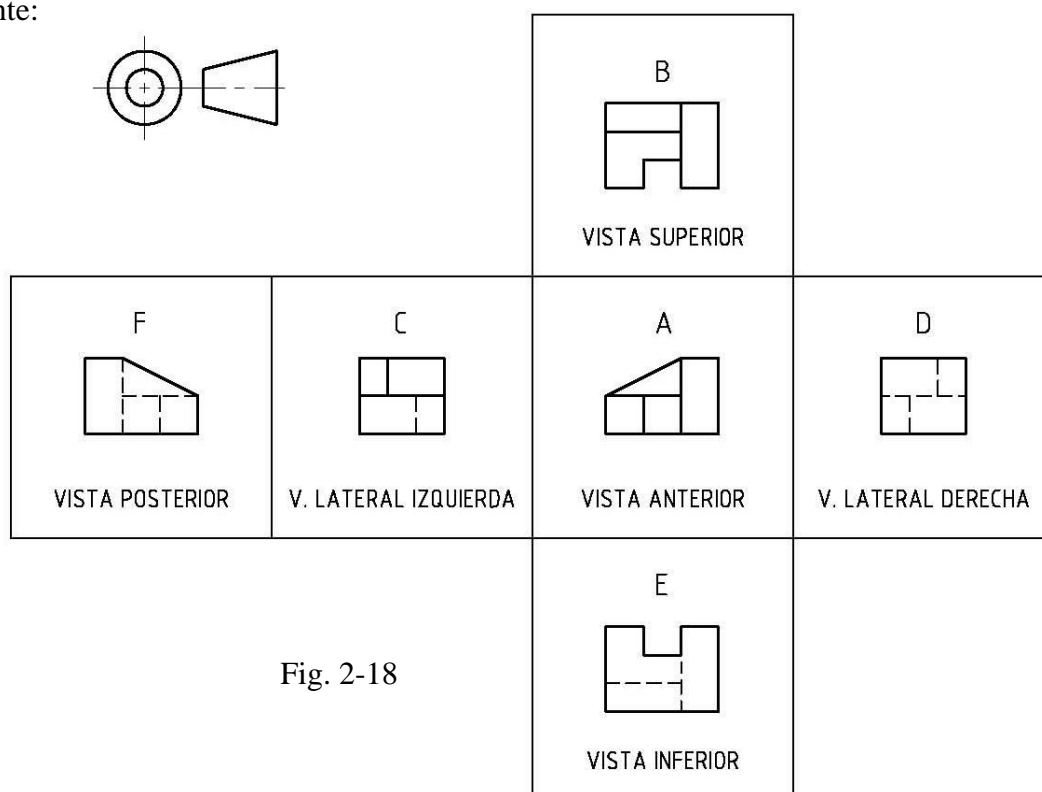 nte:
B
VISTA SUPERIOR
F
C
A
D
VISTA POSTERIOR
V. LATERAL IZQUIERDA
VISTA ANTERIOR
V. LATERAL DERECHA
E
Fig. 2-18
VISTA INFERIOR